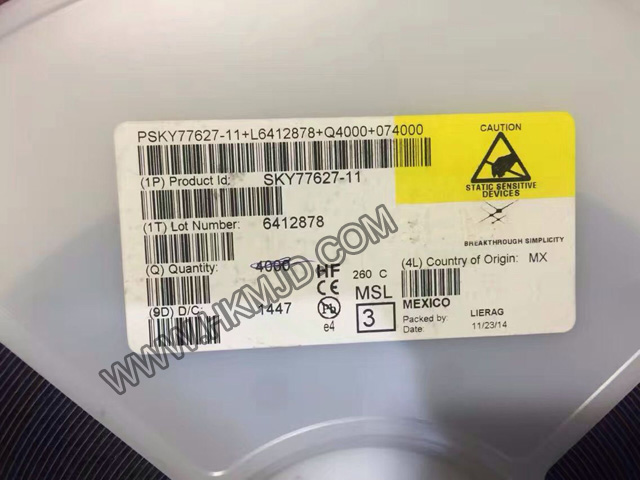 PSKY77627-11+L6412878+Q4000+074000
CAUTION
STATIC SENSITIVE
DEVICES
(1P) Product Id: SKY77627-11
(1T) Lot Number: 6412878
BREAKTHROUGH SIMPLICITY
(Q) Quantity: 4000
HF 260 C
(4L) Country of Origin: MX
MSL
3
MEXICO
(9D) D/C: 1447
Pb
e4
CE
Packed by: LIERAG
Date: 11/23/14
WWW.HKMJD.COM